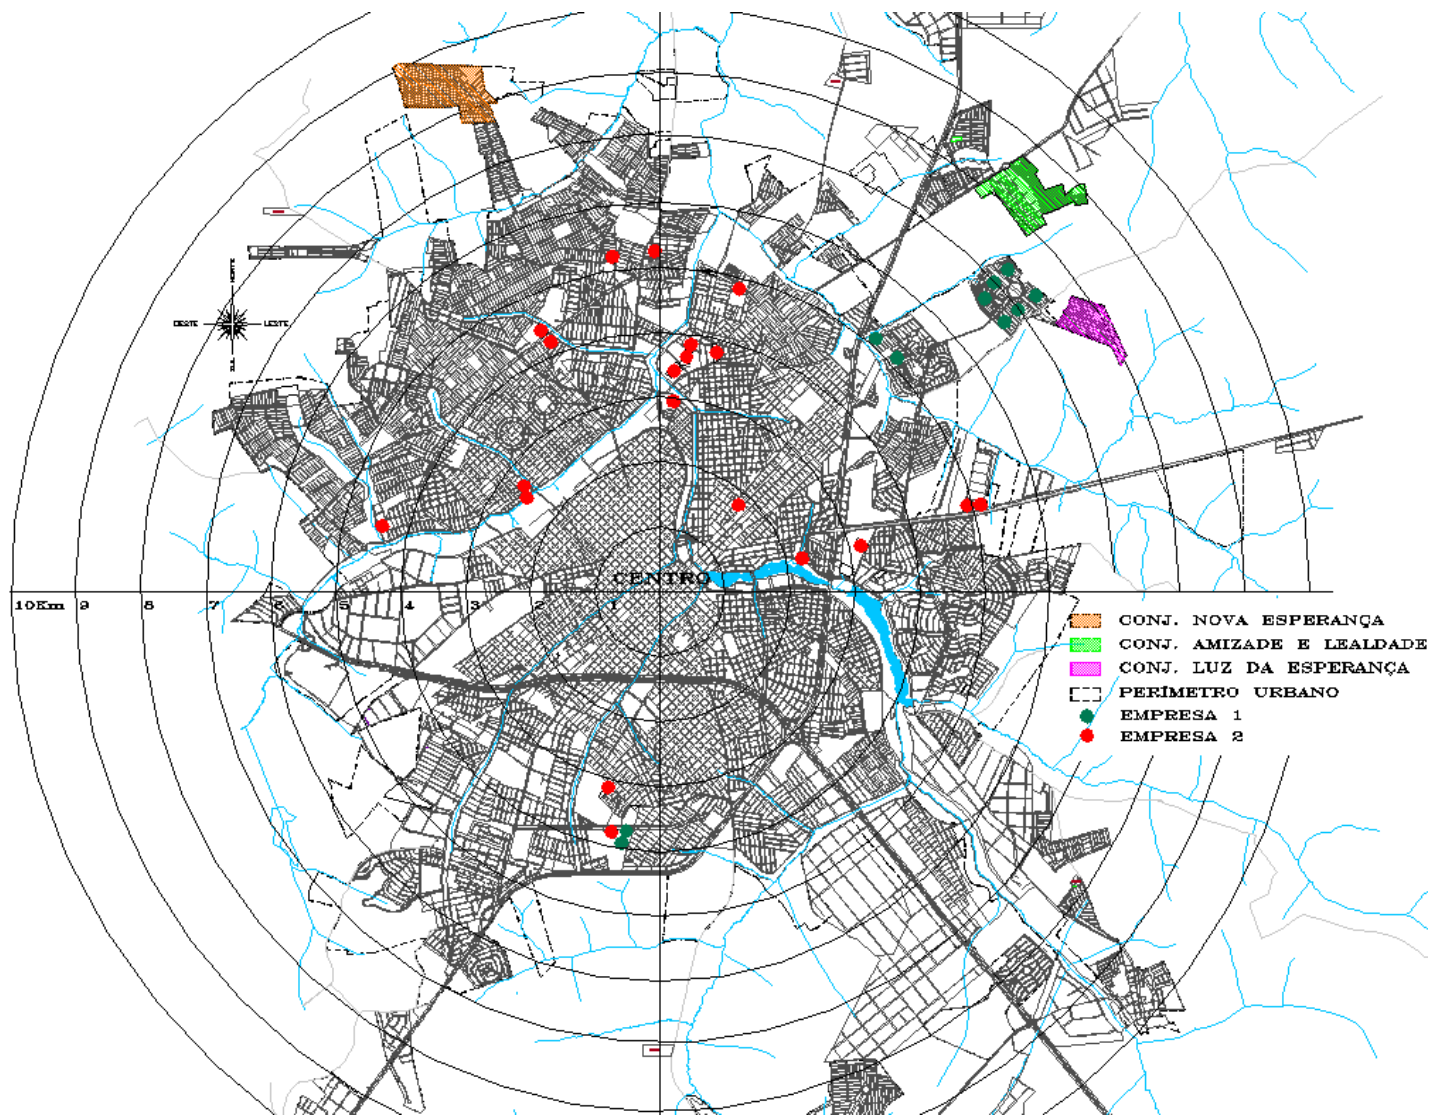 NORTE
OESTE LESTE
CENTRO
10Km 9 8 7 6 5 4 3 2 1
CONJ. NOVA ESPERANÇA
CONJ. AMIZADE E LEALDADE
CONJ. LUZ DA ESPERANÇA
PERÍMETRO URBANO
EMPRESA 1
EMPRESA 2